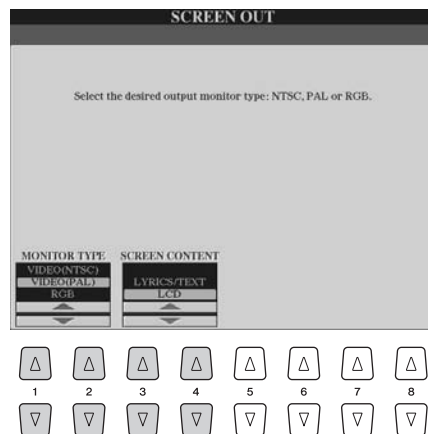 SCREEN OUT
Select the desired output monitor type: NTSC, PAL or RGB.
MONITOR TYPE SCREEN CONTENT
VIDEO(NTSC)
VIDEO(PAL) LYRICS/TEXT
RGB LCD
1 2 3 4 5 6 7 8